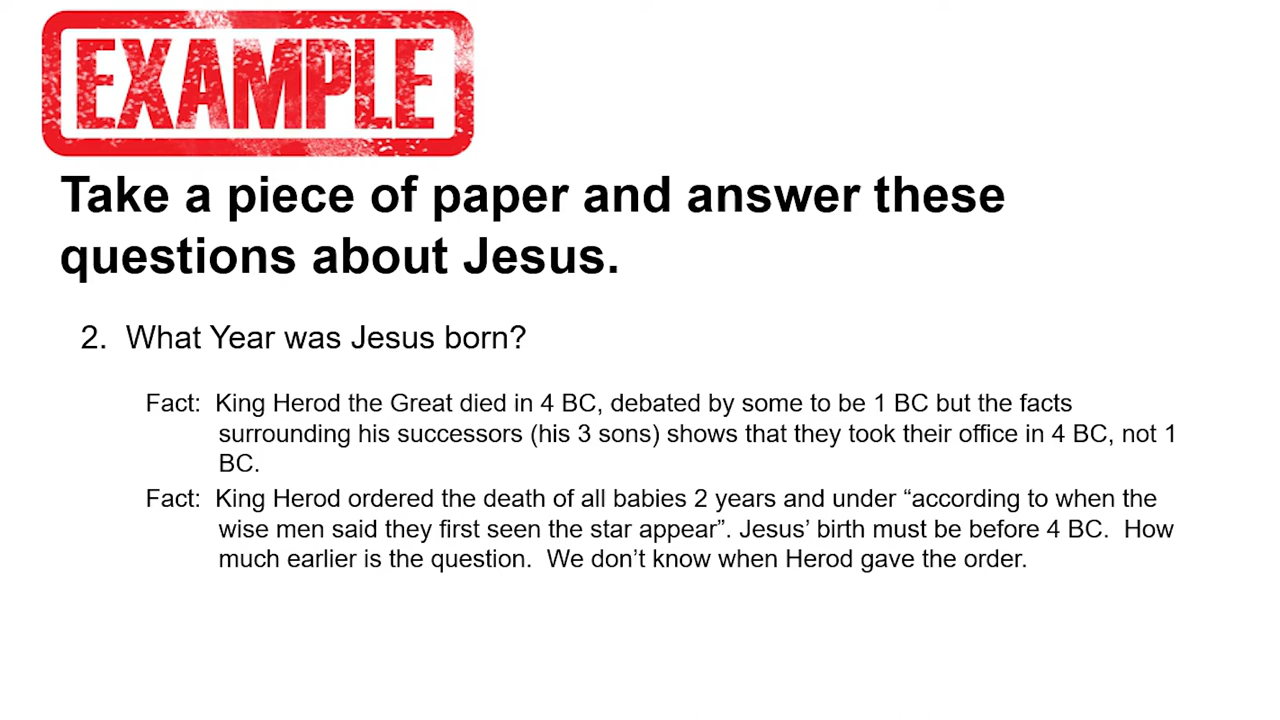 EXAMPLE
Take a piece of paper and answer these
questions about Jesus.
2. What Year was Jesus born?
Fact: King Herod the Great died in 4 BC, debated by some to be 1 BC but the facts
surrounding his successors (his 3 sons) shows that they took their office in 4 BC, not 1
BC.
Fact: King Herod ordered the death of all babies 2 years and under “according to when the
wise men said they first seen the star appear”. Jesus’ birth must be before 4 BC. How
much earlier is the question. We don’t know when Herod gave the order.